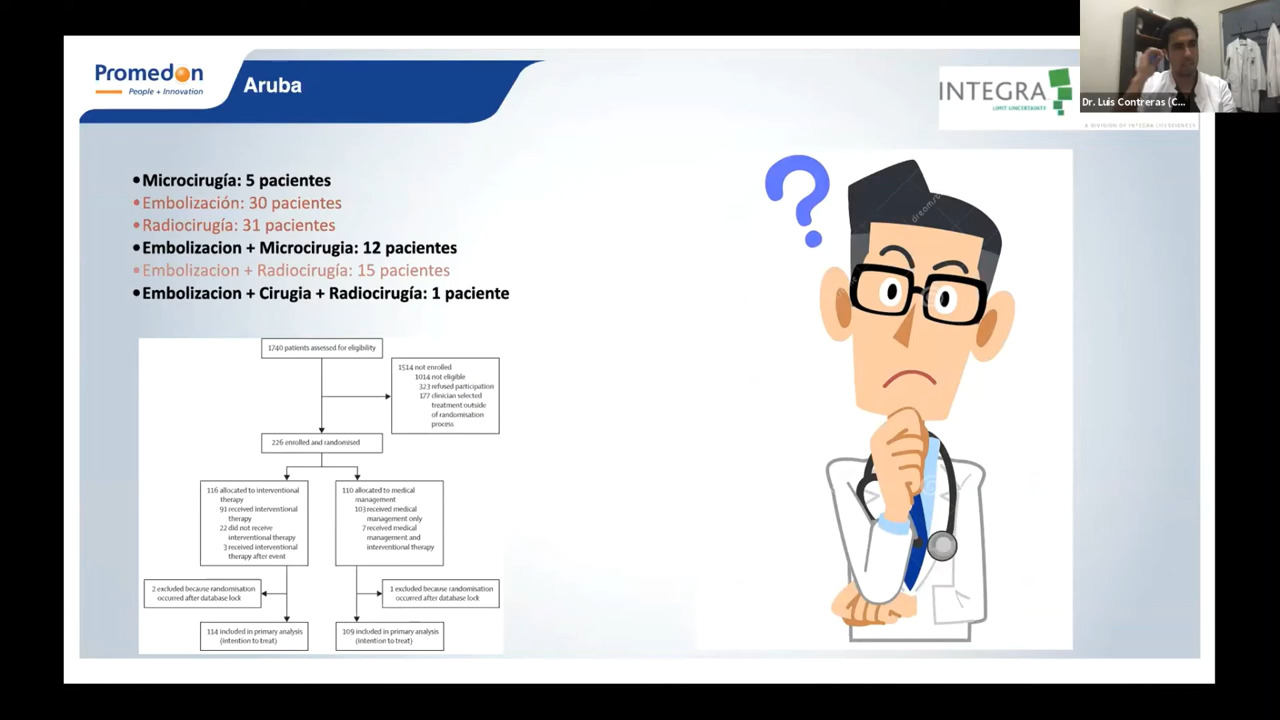 Promedon
People + Innovation
Aruba
INTEGRA
LIMIT UNCERTAINTY
A DIVISION OF INTEGRA LIFESCIENCES
Dr. Luis Contreras (C...
•Microcirugía: 5 pacientes
•Embolización: 30 pacientes
•Radiocirugía: 31 pacientes
•Embolizacion + Microcirugia: 12 pacientes
•Embolizacion + Radiocirugía: 15 pacientes
•Embolizacion + Cirugia + Radiocirugía: 1 paciente
1740 patients assessed for eligibility
1514 not enrolled
1014 not eligible
323 refused participation
177 clinician selected
treatment outside
of randomisation
process
226 enrolled and randomised
116 allocated to interventional
therapy
91 received interventional
therapy
22 did not receive
interventional therapy
3 received interventional
therapy after event
110 allocated to medical
management
103 received medical
management only
7 received medical
management and
interventional therapy
2 excluded because randomisation
occurred after database lock
1 excluded because randomisation
occurred after database lock
114 included in primary analysis
(intention to treat)
109 included in primary analysis
(intention to treat)
?